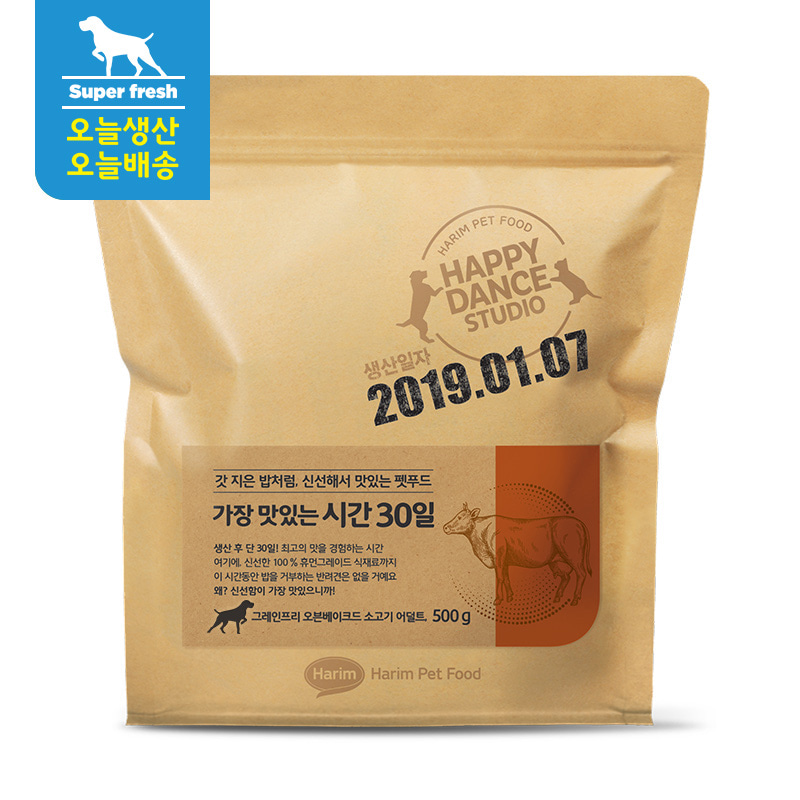 Super fresh
오늘생산
오늘배송
HARIM PET FOOD
HAPPY
DANCE
STUDIO
생산일자
2019.01.07
갓 지은 밥처럼, 신선해서 맛있는 펫푸드
가장 맛있는 시간 30일
생산 후 단 30일! 최고의 맛을 경험하는 시간
여기에, 신선한 100% 휴먼그레이드 식재료까지
이 시간동안 밥을 거부하는 반려견은 없을 거예요
왜? 신선함이 가장 맛있으니까!
그레인프리 오븐베이크드 소고기 어덜트, 500 g
Harim Harim Pet Food